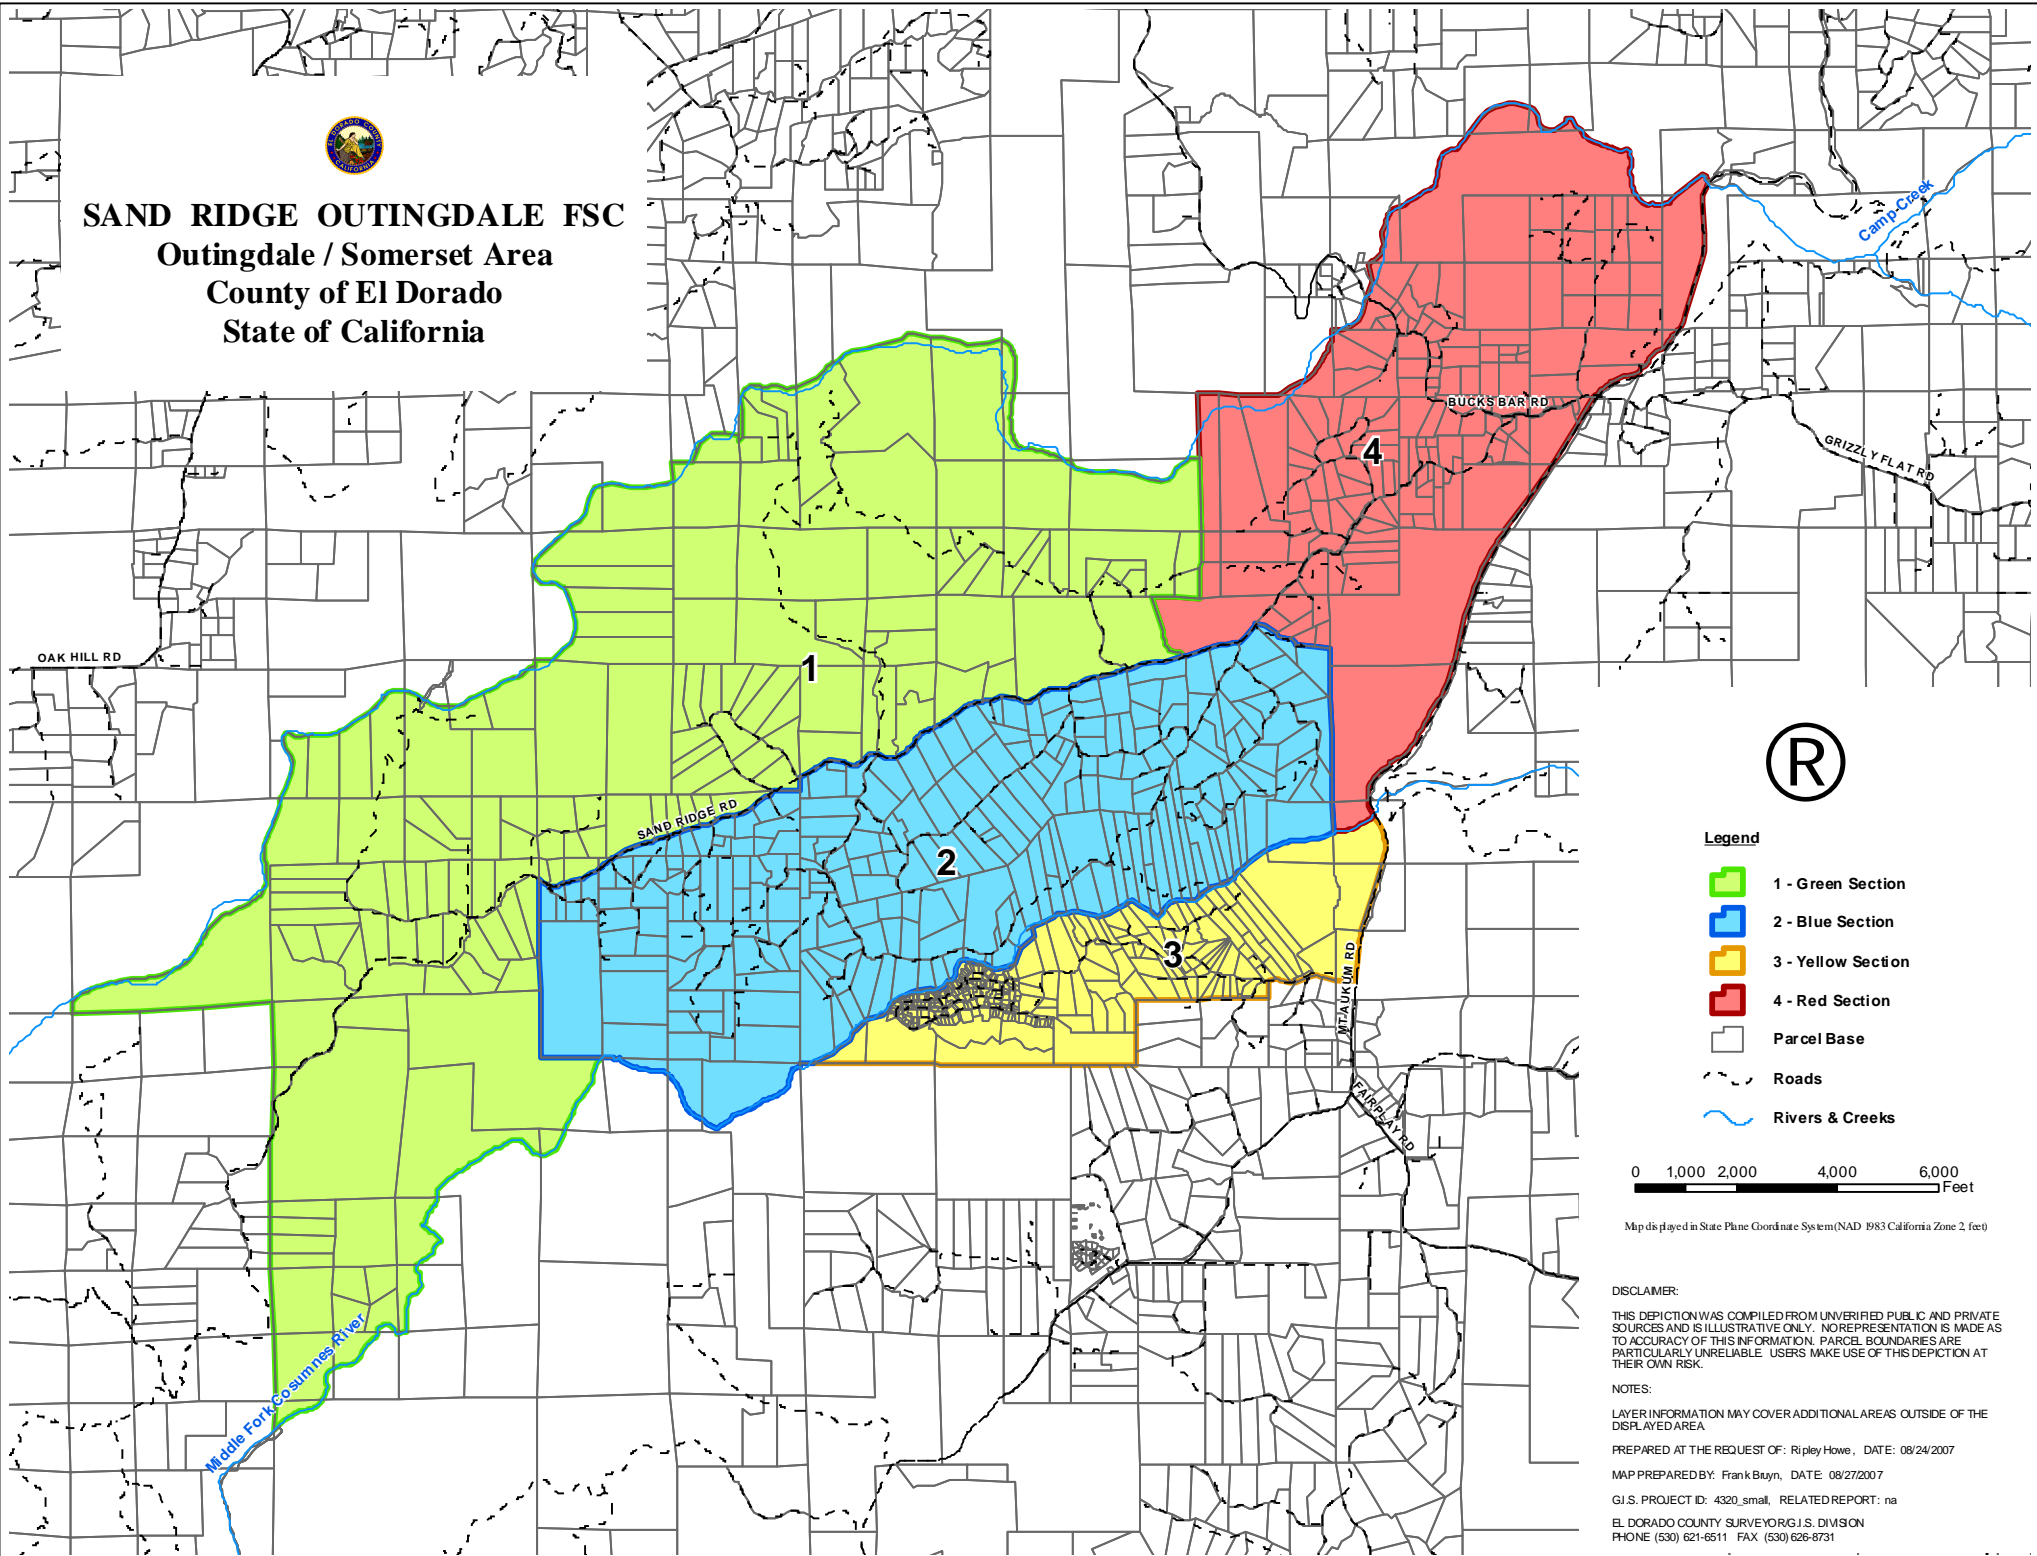 EL DORADO COUNTY
CALIFORNIA
SAND RIDGE OUTINGDALE FSC
Outingdale / Somerset Area
County of El Dorado
State of California
Camp Creek
BUCKS BAR RD
GRIZZLY FLAT RD
4
OAK HILL RD
1
SAND RIDGE RD
2
3
MT AUKUM RD
FAIRPLAY RD
Middle Fork Cosumnes River
R
Legend
1 - Green Section
2 - Blue Section
3 - Yellow Section
4 - Red Section
Parcel Base
Roads
Rivers & Creeks
0 1,000 2,000 4,000 6,000
Feet
Map displayed in State Plane Coordinate System (NAD 1983 California Zone 2, feet)
DISCLAIMER:
THIS DEPICTION WAS COMPILED FROM UNVERIFIED PUBLIC AND PRIVATE
SOURCES AND IS ILLUSTRATIVE ONLY. NO REPRESENTATION IS MADE AS
TO ACCURACY OF THIS INFORMATION. PARCEL BOUNDARIES ARE
PARTICULARLY UNRELIABLE. USERS MAKE USE OF THIS DEPICTION AT
THEIR OWN RISK.
NOTES:
LAYER INFORMATION MAY COVER ADDITIONAL AREAS OUTSIDE OF THE
DISPLAYED AREA.
PREPARED AT THE REQUEST OF: Ripley Howe, DATE: 08/24/2007
MAP PREPARED BY: Frank Bruyn, DATE: 08/27/2007
G.I.S. PROJECT ID: 4320_small, RELATED REPORT: na
EL DORADO COUNTY SURVEYOR/G.I.S. DIVISION
PHONE (530) 621-6511 FAX (530) 626-8731